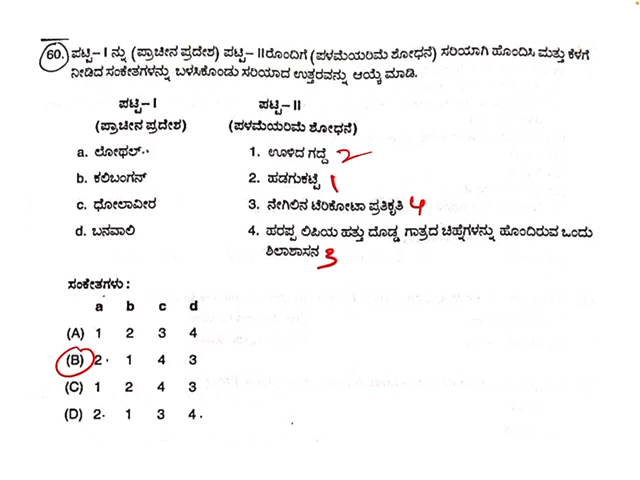 60. ಪಟ್ಟಿ–I ನ್ನು (ಪ್ರಾಚೀನ ಪ್ರದೇಶ) ಪಟ್ಟಿ–IIರೊಂದಿಗೆ (ಪಳಮೆಯರಿಮೆ ಶೋಧನೆ) ಸರಿಯಾಗಿ ಹೊಂದಿಸಿ ಮತ್ತು ಕೆಳಗೆ
ನೀಡಿದ ಸಂಕೇತಗಳನ್ನು ಬಳಸಿಕೊಂಡು ಸರಿಯಾದ ಉತ್ತರವನ್ನು ಆಯ್ಕೆ ಮಾಡಿ.
ಪಟ್ಟಿ–I ಪಟ್ಟಿ–II
(ಪ್ರಾಚೀನ ಪ್ರದೇಶ) (ಪಳಮೆಯರಿಮೆ ಶೋಧನೆ)
a. ಲೋಥಲ್ 1. ಊಳಿದ ಗದ್ದೆ 2
b. ಕಲಿಬಂಗನ್ 2. ಹಡಗುಕಟ್ಟೆ 1
c. ಧೋಲಾವೀರ 3. ನೇಗಿಲಿನ ಟೆರಿಕೋಟಾ ಪ್ರತಿಕೃತಿ 4
d. ಬನವಾಲಿ 4. ಹರಪ್ಪ ಲಿಪಿಯ ಹತ್ತು ದೊಡ್ಡ ಗಾತ್ರದ ಚಿಹ್ನೆಗಳನ್ನು ಹೊಂದಿರುವ ಒಂದು
ಶಿಲಾಶಾಸನ 3
ಸಂಕೇತಗಳು :
a b c d
(A) 1 2 3 4
(B) 2 1 4 3
(C) 1 2 4 3
(D) 2 1 3 4